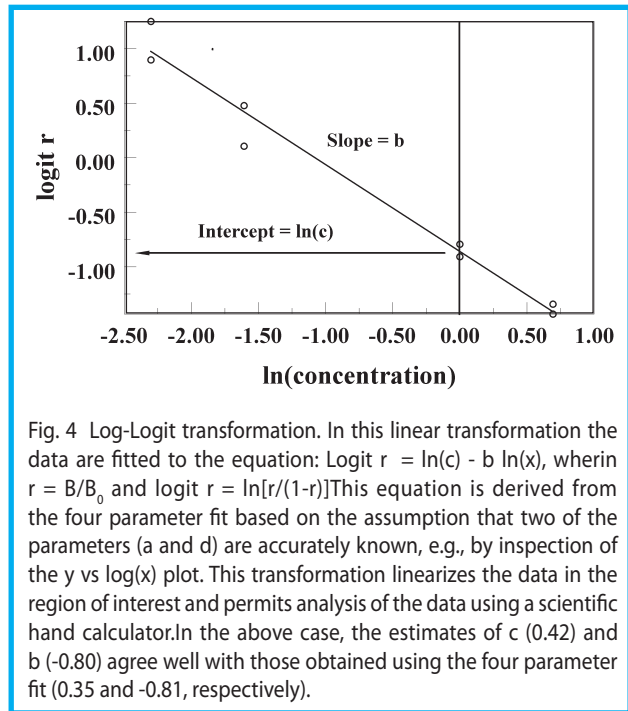 1.00
0.50
0.00
-0.50
-1.00
logit r
Slope = b
Intercept = ln(c)
-2.50 -2.00 -1.50 -1.00 -0.50 0.00 0.50 1.00
ln(concentration)
Fig. 4 Log-Logit transformation. In this linear transformation the
data are fitted to the equation: Logit r = ln(c) - b ln(x), wherin
r = B/B₀ and logit r = ln[r/(1-r)]This equation is derived from
the four parameter fit based on the assumption that two of the
parameters (a and d) are accurately known, e.g., by inspection of
the y vs log(x) plot. This transformation linearizes the data in the
region of interest and permits analysis of the data using a scientific
hand calculator.In the above case, the estimates of c (0.42) and
b (-0.80) agree well with those obtained using the four parameter
fit (0.35 and -0.81, respectively).